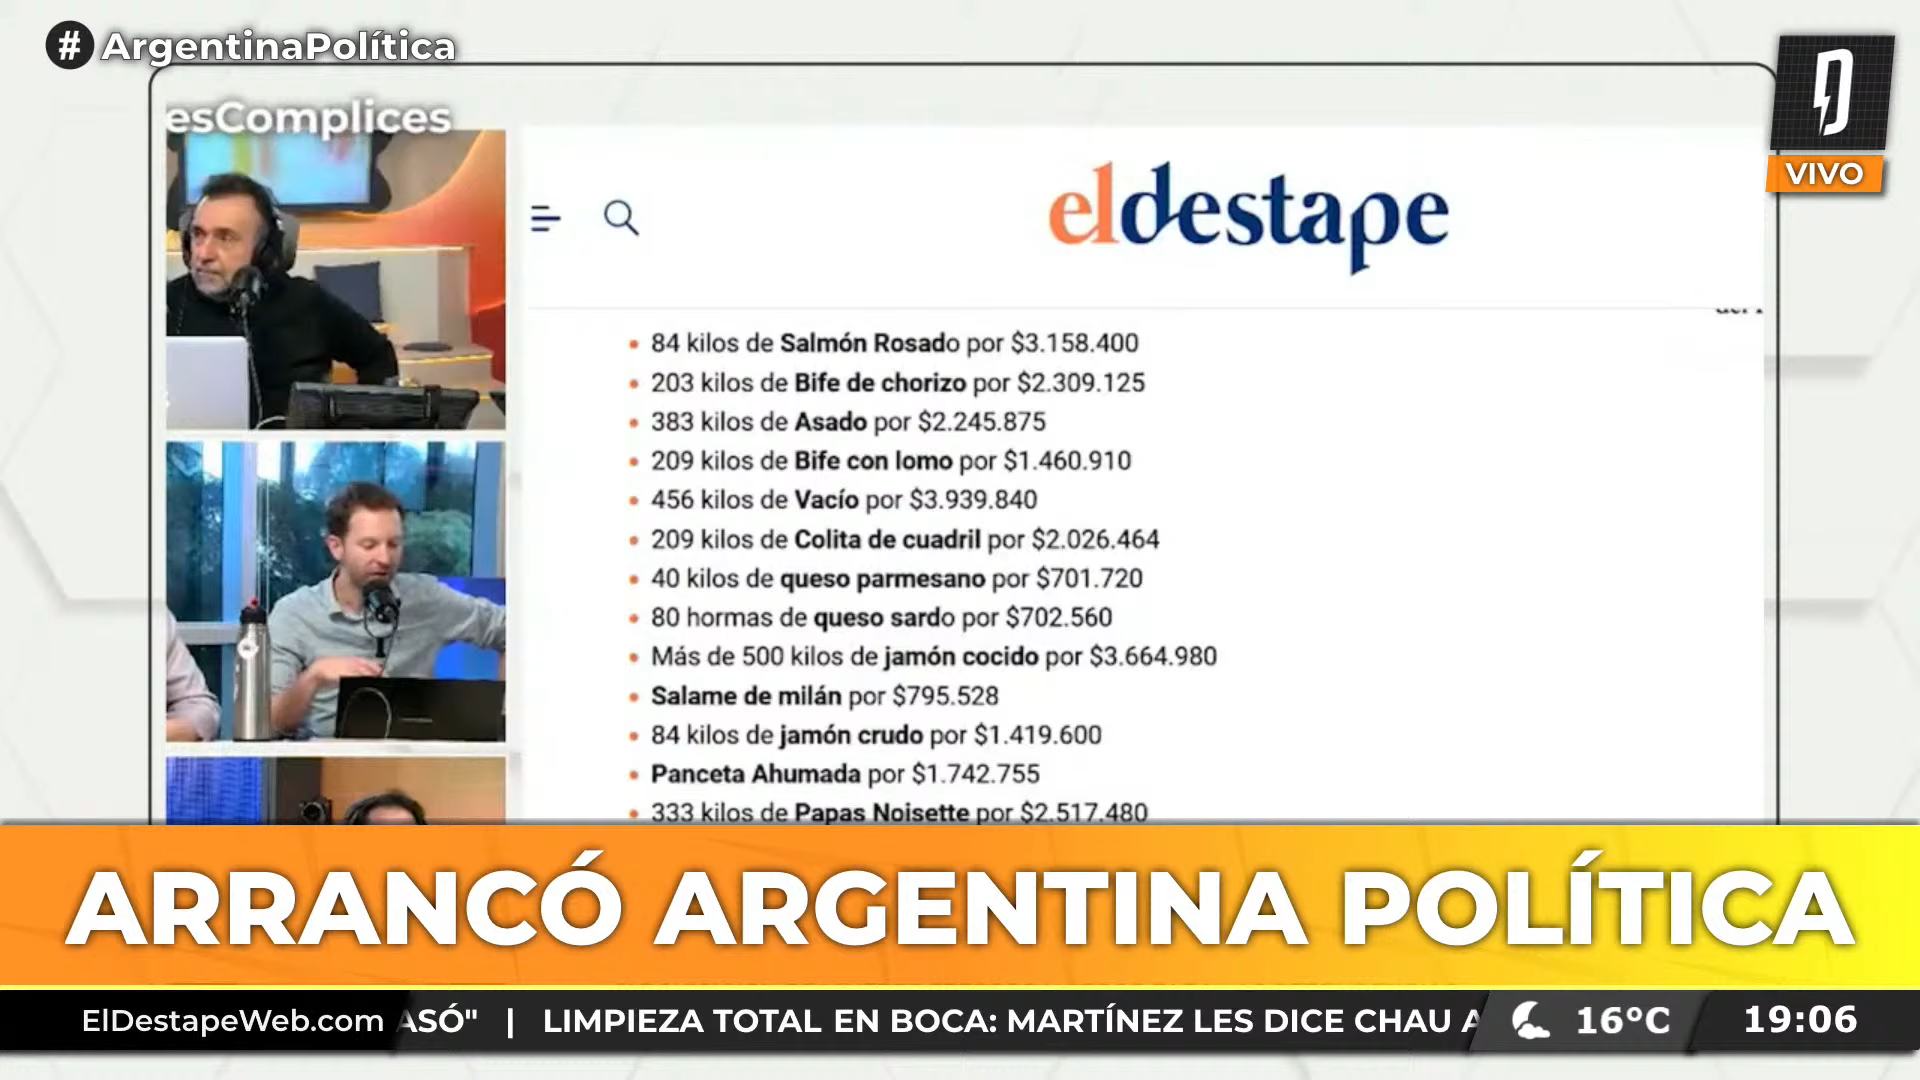 # ArgentinaPolítica
esComplices
VIVO
eldestape
84 kilos de Salmón Rosado por $3.158.400
203 kilos de Bife de chorizo por $2.309.125
383 kilos de Asado por $2.245.875
209 kilos de Bife con lomo por $1.460.910
456 kilos de Vacío por $3.939.840
209 kilos de Colita de cuadril por $2.026.464
40 kilos de queso parmesano por $701.720
80 hormas de queso sardo por $702.560
Más de 500 kilos de jamón cocido por $3.664.980
Salame de milán por $795.528
84 kilos de jamón crudo por $1.419.600
Panceta Ahumada por $1.742.755
333 kilos de Papas Noisette por $2.517.480
ARRANCÓ ARGENTINA POLÍTICA
ElDestapeWeb.com ASÓ" | LIMPIEZA TOTAL EN BOCA: MARTÍNEZ LES DICE CHAU 16°C 19:06